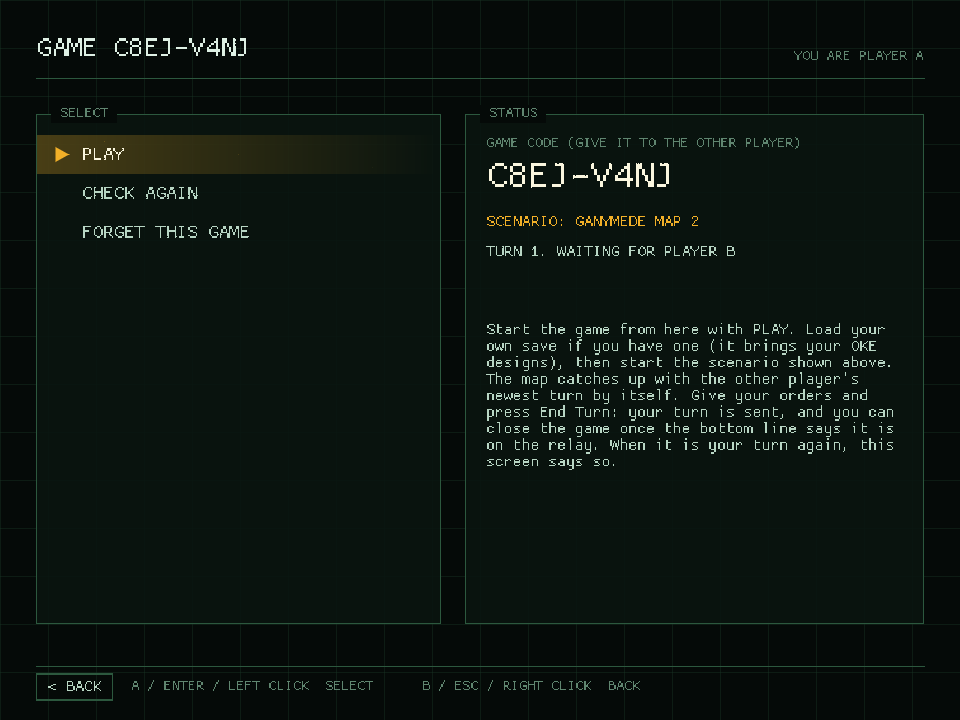 GAME C8EJ-V4NJ
YOU ARE PLAYER A
SELECT
PLAY
CHECK AGAIN
FORGET THIS GAME
STATUS
GAME CODE (GIVE IT TO THE OTHER PLAYER)
C8EJ-V4NJ
SCENARIO: GANYMEDE MAP 2
TURN 1. WAITING FOR PLAYER B
Start the game from here with PLAY. Load your
own save if you have one (it brings your OKE
designs), then start the scenario shown above.
The map catches up with the other player's
newest turn by itself. Give your orders and
press End Turn: your turn is sent, and you can
close the game once the bottom line says it is
on the relay. When it is your turn again, this
screen says so.
< BACK
A / ENTER / LEFT CLICK SELECT
B / ESC / RIGHT CLICK BACK